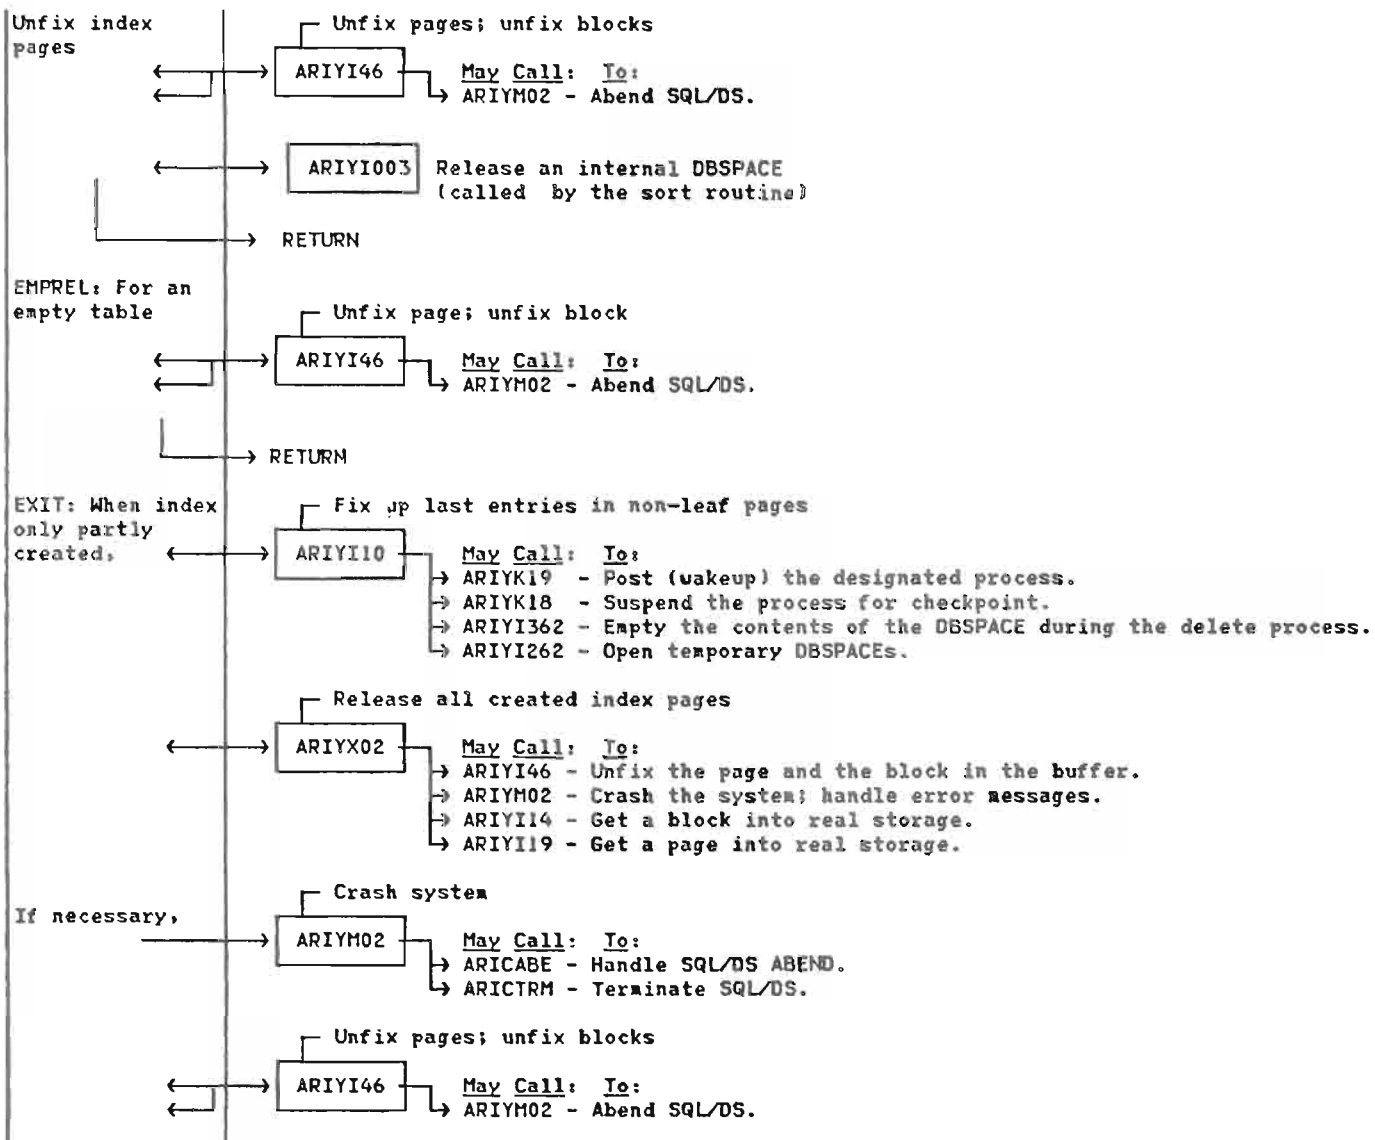 Unfix index
pages
Unfix pages; unfix blocks
ARIYI46 May Call: To:
ARIYM02 - Abend SQL/DS.
ARIYI003 Release an internal DBSPACE
(called by the sort routine)
RETURN
EMPREL: For an
empty table
Unfix page; unfix block
ARIYI46 May Call: To:
ARIYM02 - Abend SQL/DS.
RETURN
EXIT: When index
only partly
created,
Fix up last entries in non-leaf pages
ARIYI10 May Call: To:
ARIYK19 - Post (wakeup) the designated process.
ARIYK18 - Suspend the process for checkpoint.
ARIYI362 - Empty the contents of the DBSPACE during the delete process.
ARIYI262 - Open temporary DBSPACEs.
Release all created index pages
ARIYX02 May Call: To:
ARIYI46 - Unfix the page and the block in the buffer.
ARIYM02 - Crash the system; handle error messages.
ARIYI14 - Get a block into real storage.
ARIYI19 - Get a page into real storage.
If necessary,
Crash system
ARIYM02 May Call: To:
ARICABE - Handle SQL/DS ABEND.
ARICTRM - Terminate SQL/DS.
Unfix pages; unfix blocks
ARIYI46 May Call: To:
ARIYM02 - Abend SQL/DS.